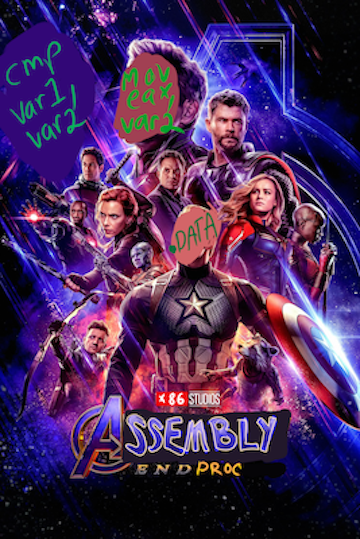 cmp
var1,
var2
mov
eax,
var2
.DATA
x86 STUDIOS
ASSEMBLY
ENDPROC